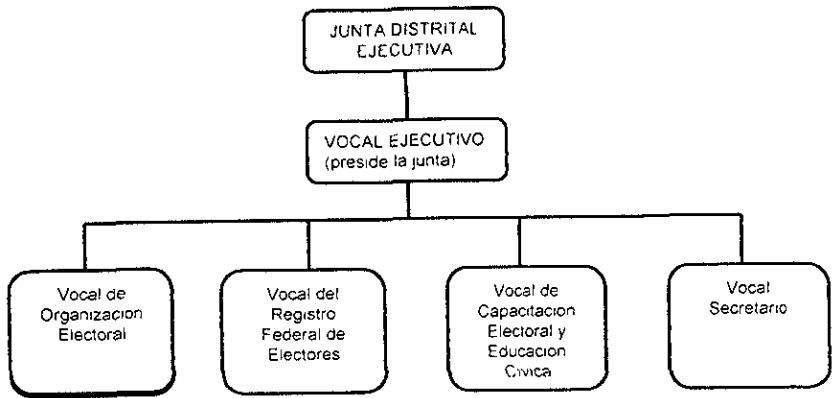 JUNTA DISTRITAL
EJECUTIVA
VOCAL EJECUTIVO
(preside la junta)
Vocal de
Organizacion
Electoral
Vocal del
Registro
Federal de
Electores
Vocal de
Capacitacion
Electoral y
Educacion
Civica
Vocal
Secretario